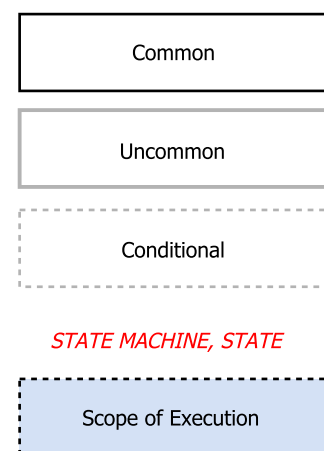 Common
Uncommon
Conditional
STATE MACHINE, STATE
Scope of Execution